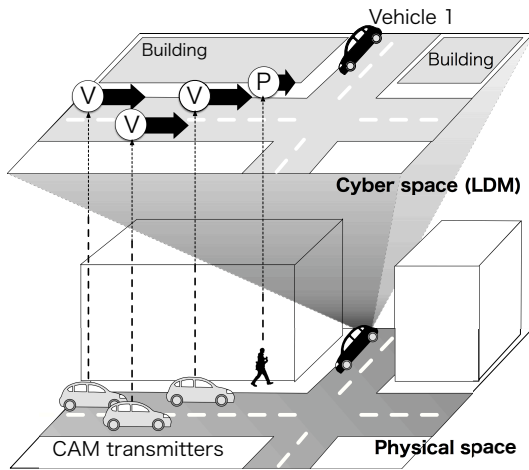 Vehicle 1
Building
Building
V
V
P
V
Cyber space (LDM)
CAM transmitters
Physical space